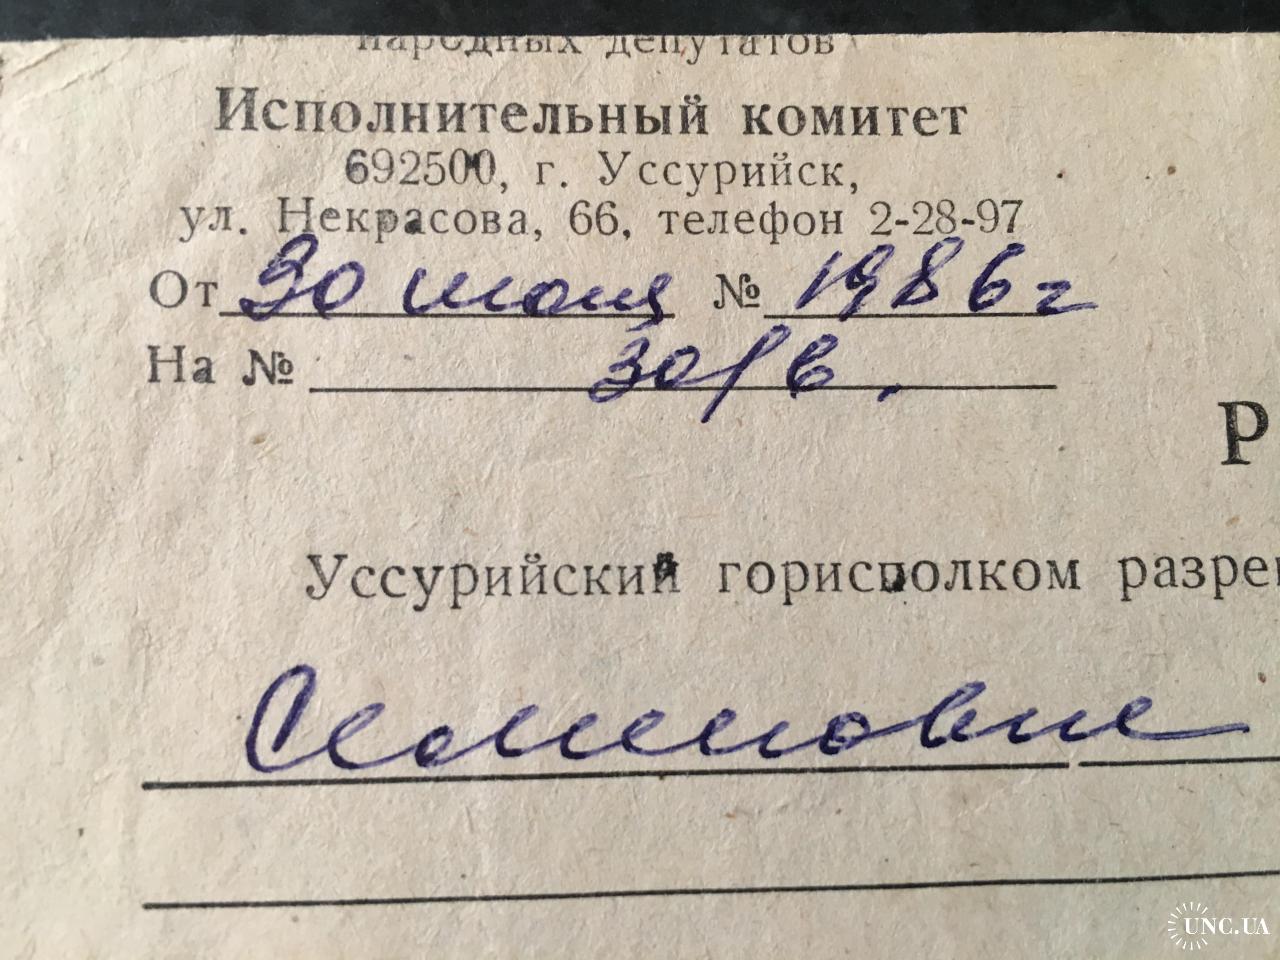 народных депутатов
Исполнительный комитет
692500, г. Уссурийск,
ул. Некрасова, 66, телефон 2-28-97
От 30 июня № 1986 г
На № 30/в.
Р
Уссурийский горисполком разре
UNC.UA